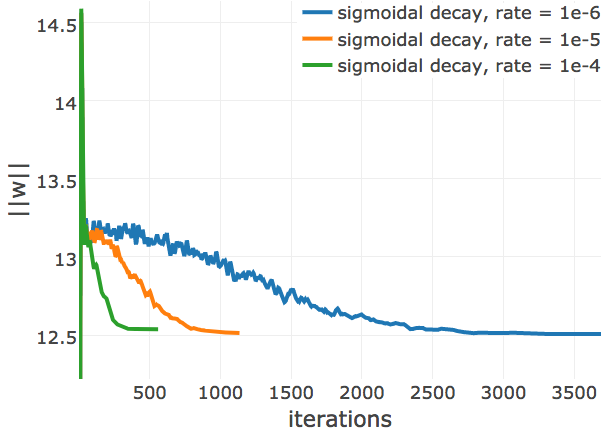 sigmoidal decay, rate = 1e-6
sigmoidal decay, rate = 1e-5
sigmoidal decay, rate = 1e-4
14.5
14
13.5
13
12.5
||w||
500 1000 1500 2000 2500 3000 3500
iterations